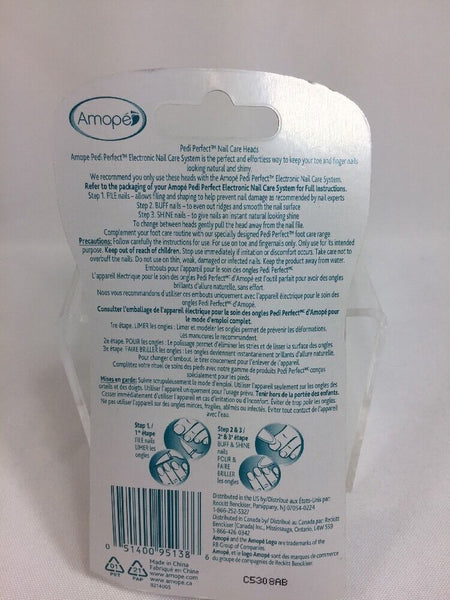 Amopé
Pedi Perfect™ Nail Care Heads
Amope Pedi Perfect™ Electronic Nail Care System is the perfect and effortless way to keep your toe and finger nails
looking natural and shiny
We recommend you only use these heads with the Amopé Pedi Perfect™ Electronic Nail Care System.
Refer to the packaging of your Amopé Pedi Perfect Electronic Nail Care System for Full Instructions.
Step 1. FILE NAILS - allows filing and shaping to help prevent nail damage as recommended by nail experts
Step 2. BUFF NAILS – to even out ridges and smooth the nail surface
Step 3. SHINE NAILS – to give nails an instant natural looking shine
To change between heads gently pull the head away from the nail file.
Complement your foot care routine with our specially designed Pedi Perfect™ foot care range
Precautions: Follow carefully the instructions for use. For use on toe and fingernails only. Only use for its intended
purpose. Keep out of reach of children. Stop use immediately if irritation or discomfort occurs. Take care not to
overbuff the nails. Do not use on thin, weak, damaged or infected nails. Keep the product away from water.
Embouts pour l'appareil pour le soin des ongles Pedi Perfect
L'appareil électrique pour le soin des ongles Pedi Perfect d'Amopé est l'outil parfait pour avoir des ongles
brillants d'allure naturelle, sans effort.
Nous vous recommandons d'utiliser ces embouts uniquement avec l'appareil électrique pour le soin des
ongles Pedi Perfect d'Amopé.
Consulter l'emballage de l'appareil électrique pour le soin des ongles Pedi Perfect d'Amopé pour
le mode d'emploi complet.
1re étape. LIMER les ongles : Limer et modeler les ongles permet de prévenir les déformations.
Les manucures le recommandent.
2e étape. POLIR les ongles : Le polissage permet d'éliminer les stries et de lisser la surface des ongles.
3e étape. FAIRE BRILLER les ongles : Les ongles deviennent instantanément brillants d'allure naturelle.
Pour changer d'embout, le tirer doucement pour l'enlever de l'appareil.
Complétez votre rituel de soins des pieds avec notre gamme de produits Pedi Perfect conçus
spécialement pour les pieds.
Mises en garde: Suivre scrupuleusement le mode d'emploi. Utiliser l'appareil seulement sur les ongles des
orteils et des doigts. Utiliser l'appareil uniquement pour l'usage prévu. Tenir hors de la portée des enfants.
Cesser immédiatement d'utiliser l'appareil en cas d'irritation ou d'inconfort. Éviter de trop polir les ongles.
Ne pas utiliser l'appareil sur des ongles minces, fragiles, abîmés ou infectés. Éviter tout contact de l'appareil
avec l'eau.
Step 1 /
1re étape
FILE nails
LIMER les
ongles
Step 2 & 3 /
2e & 3e étape
BUFF & SHINE
nails
POLIR &
FAIRE
BRILLER
les ongles
Distributed in the US by/Distribué aux États-Unis par:
Reckitt Benckiser, Parsippany, NJ 07054-0224
1-866-252-5327
Distributed in Canada by/ Distribué au Canada par: Reckitt
Benckiser (Canada) Inc., Mississauga, Ontario, L4W 5S9
1-866-426-0342
Amopé and the Amopé Logo are trademarks of the
RB Group of Companies.
Amopé, et le logo Amopé sont des marques de commerce
du groupe de compagnies de Reckitt Benckiser.
0 51400 95138 6
01
PET
21
PAP
Made in China
Fabriqué en Chine
www.amope.com
www.amope.ca
C5308AB